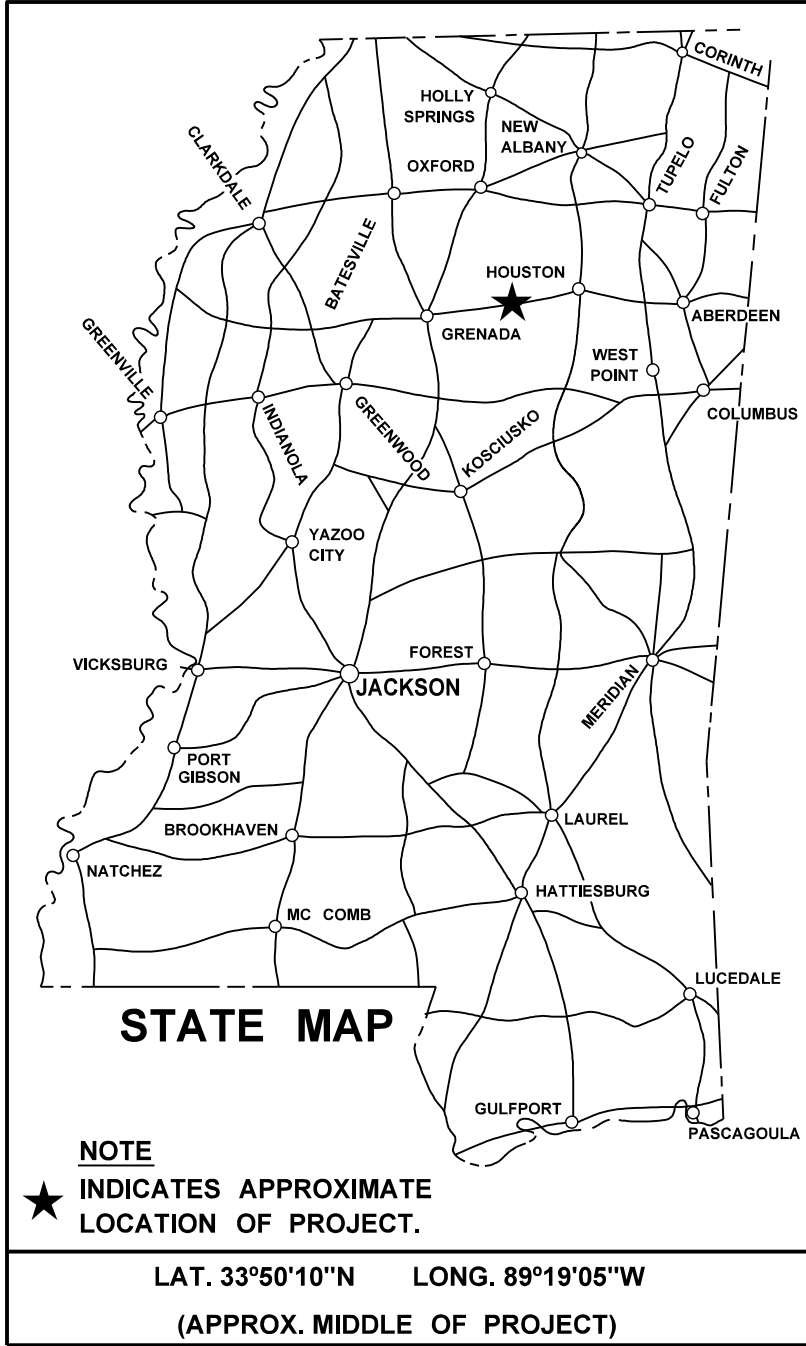 CORINTH
HOLLY
SPRINGS
NEW
ALBANY
CLARKDALE
OXFORD
TUPELO
FULTON
BATESVILLE
HOUSTON
GRENADA
ABERDEEN
GREENVILLE
WEST
POINT
COLUMBUS
INDIANOLA
GREENWOOD
KOSCIUSKO
YAZOO
CITY
VICKSBURG
FOREST
JACKSON
MERIDIAN
PORT
GIBSON
BROOKHAVEN
LAUREL
NATCHEZ
HATTIESBURG
MC COMB
LUCEDALE
STATE MAP
GULFPORT
PASCAGOULA
NOTE
INDICATES APPROXIMATE
LOCATION OF PROJECT.
LAT. 33º50'10"N LONG. 89º19'05"W
(APPROX. MIDDLE OF PROJECT)